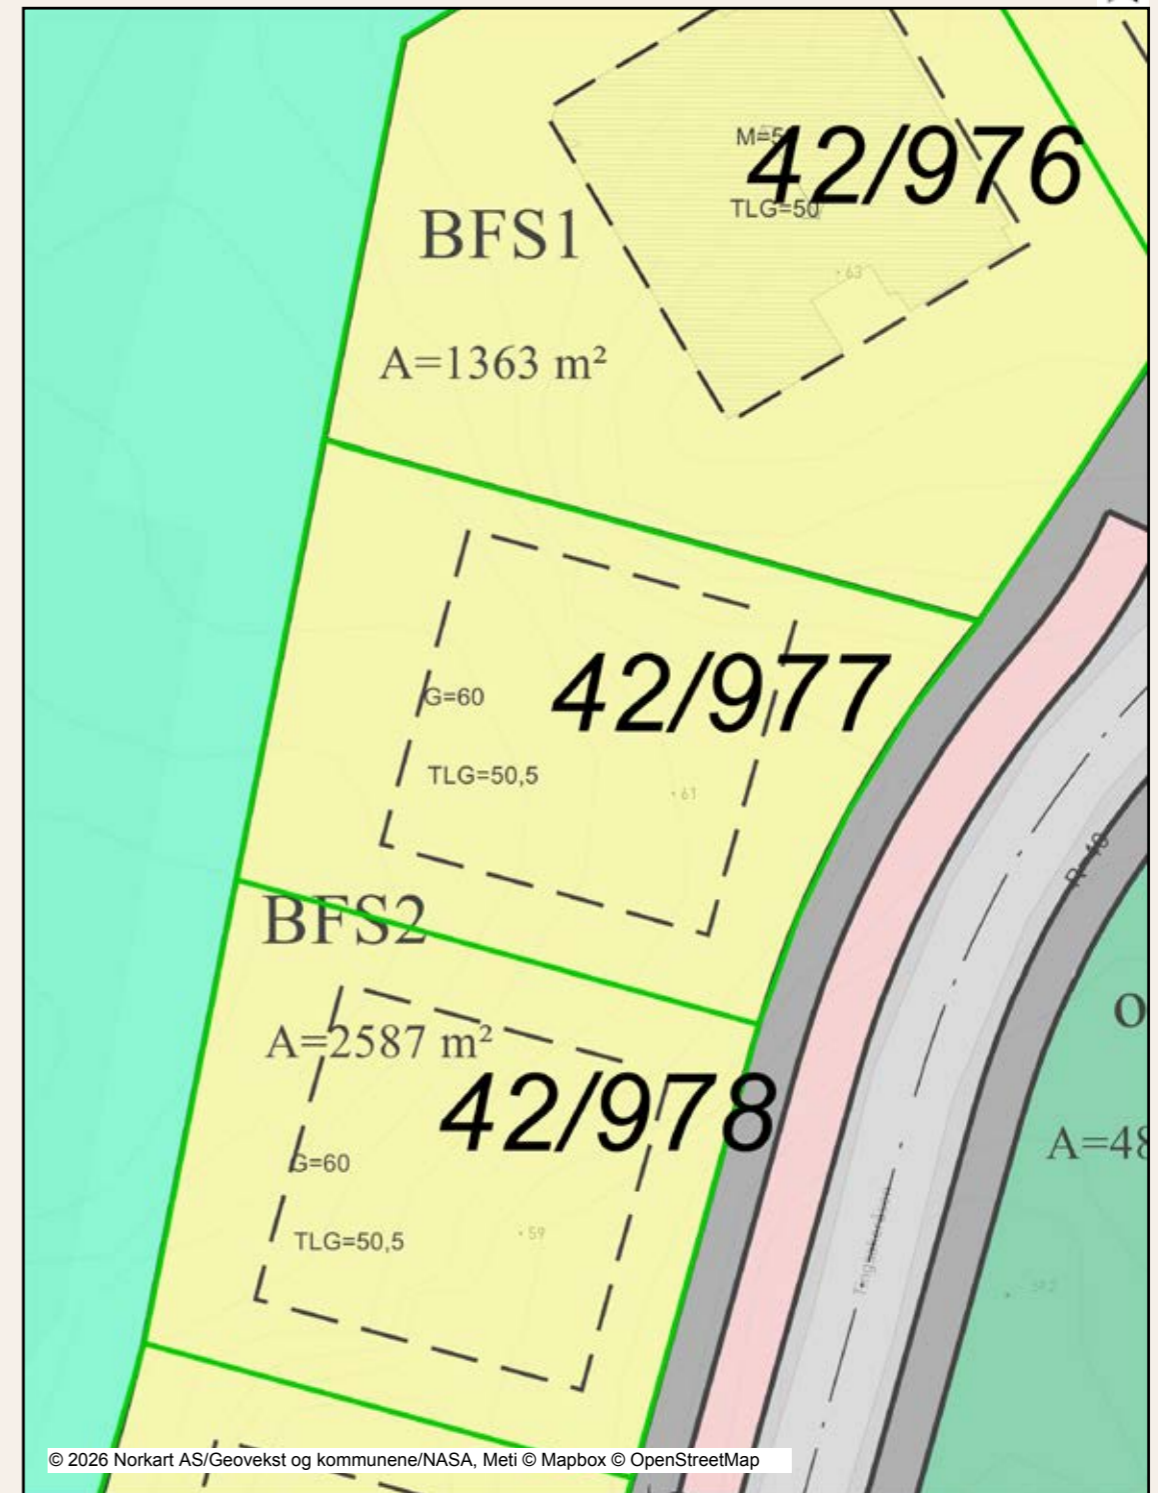 M=5
42/976
TLG=50
BFS1
63
A=1363 m²
42/977
G=60
TLG=50,5
61
R=40
BFS2
A=2587 m²
42/978
G=60
A=48
TLG=50,5
59
© 2026 Norkart AS/Geovekst og kommunene/NASA, Meti © Mapbox © OpenStreetMap